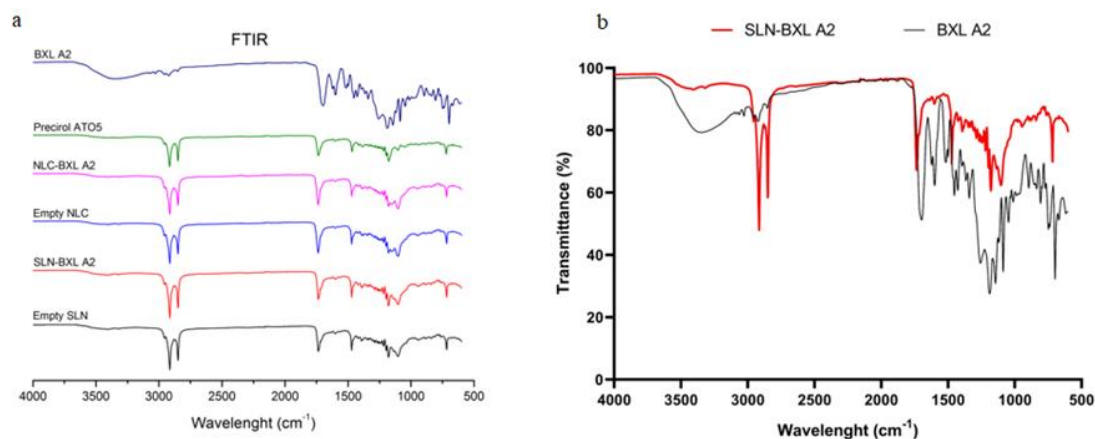 a
FTIR
BXL A2
Precirol ATO5
NLC-BXL A2
Empty NLC
SLN-BXL A2
Empty SLN
4000 3500 3000 2500 2000 1500 1000 500
Wavelenght (cm-1)
b
SLN-BXL A2 BXL A2
100
80
60
40
20
0
Transmittance (%)
4000 3500 3000 2500 2000 1500 1000 500
Wavelenght (cm-1)